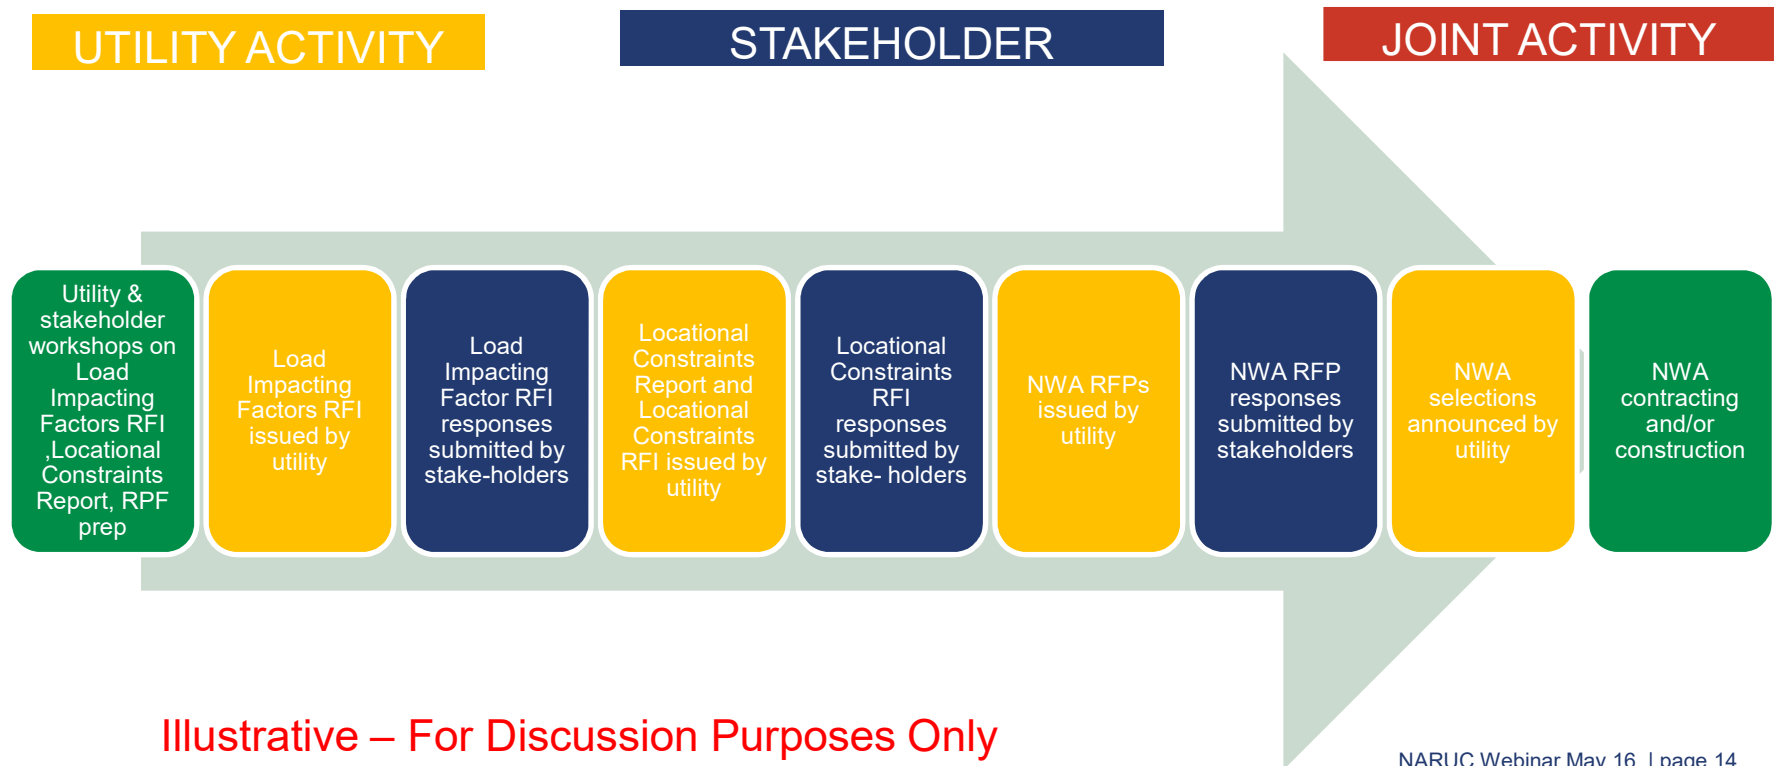 UTILITY ACTIVITY
STAKEHOLDER
JOINT ACTIVITY
Utility &
stakeholder
workshops on
Load
Impacting
Factors RFI
,Locational
Constraints
Report, RPF
prep
Load
Impacting
Factors RFI
issued by
utility
Load
Impacting
Factor RFI
responses
submitted by
stake-holders
Locational
Constraints
Report and
Locational
Constraints
RFI issued by
utility
Locational
Constraints
RFI
responses
submitted by
stake- holders
NWA RFPs
issued by
utility
NWA RFP
responses
submitted by
stakeholders
NWA
selections
announced by
utility
NWA
contracting
and/or
construction
Illustrative – For Discussion Purposes Only
NARUC Webinar May 16 | page 14